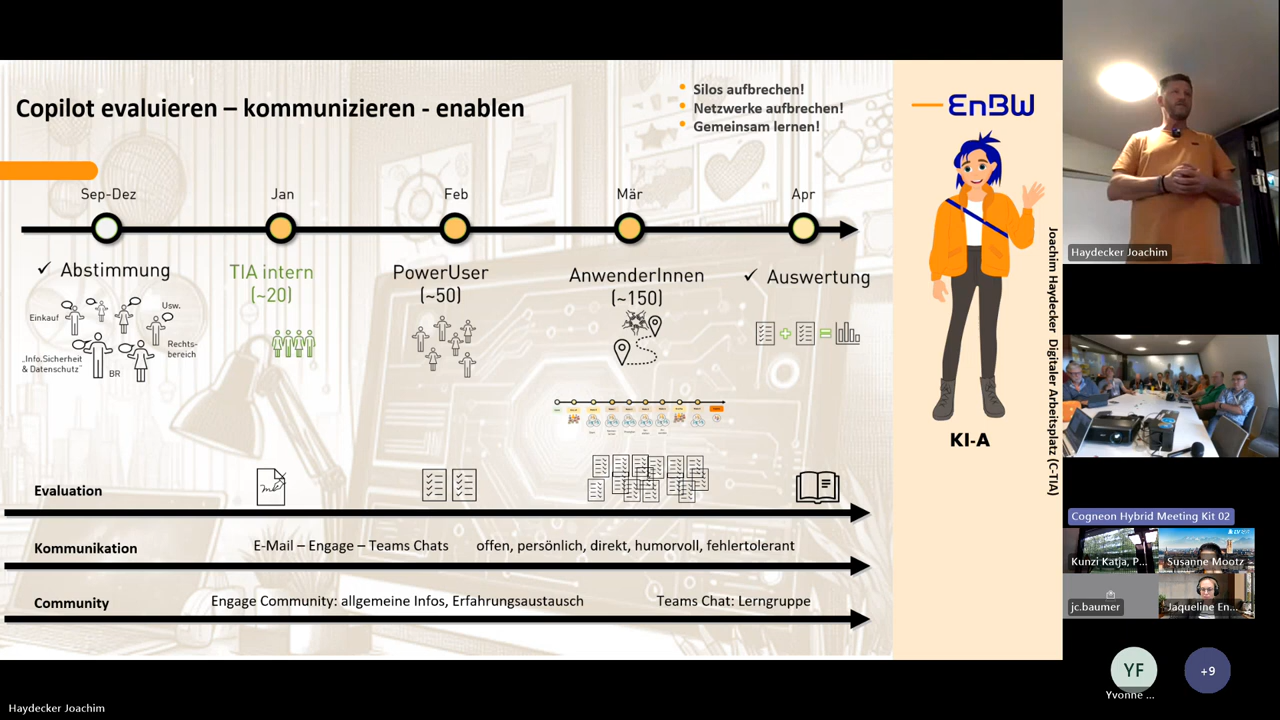 Copilot evaluieren – kommunizieren - enablen
Silos aufbrechen!
Netzwerke aufbrechen!
Gemeinsam lernen!
EnBW
Sep-Dez
Jan
Feb
Mär
Apr
✓ Abstimmung
TIA intern
(~20)
PowerUser
(~50)
AnwenderInnen
(~150)
✓ Auswertung
Einkauf
Usw.
Rechts-
bereich
„Info.Sicherheit
& Datenschutz"
BR
Evaluation
Kommunikation
E-Mail – Engage – Teams Chats
offen, persönlich, direkt, humorvoll, fehlertolerant
Community
Engage Community: allgemeine Infos, Erfahrungsaustausch
Teams Chat: Lerngruppe
KI-A
Joachim Haydecker Digitaler Arbeitsplatz (C-TIA)
Haydecker Joachim
Cogneon Hybrid Meeting Kit 02
Kunzi Katja, P...
Susanne Mootz
jc.baumer
Jaqueline En...
YF
+9
Yvonne ...
Haydecker Joachim